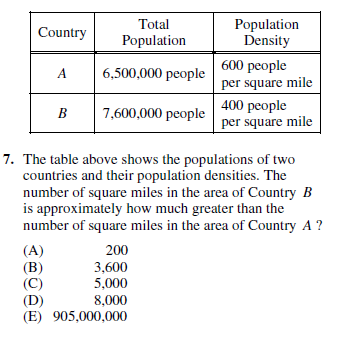 Country Total Population Population Density
A 6,500,000 people 600 people per square mile
B 7,600,000 people 400 people per square mile
7. The table above shows the populations of two
countries and their population densities. The
number of square miles in the area of Country B
is approximately how much greater than the
number of square miles in the area of Country A ?
(A) 200
(B) 3,600
(C) 5,000
(D) 8,000
(E) 905,000,000